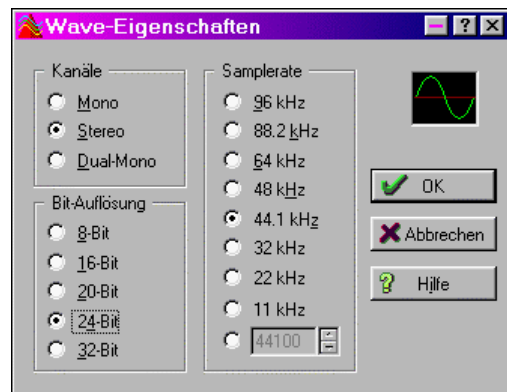 Wave-Eigenschaften
Kanäle
Mono
Stereo
Dual-Mono
Bit-Auflösung
8-Bit
16-Bit
20-Bit
24-Bit
32-Bit
Samplerate
96 kHz
88.2 kHz
64 kHz
48 kHz
44.1 kHz
32 kHz
22 kHz
11 kHz
44100
OK
Abbrechen
Hilfe